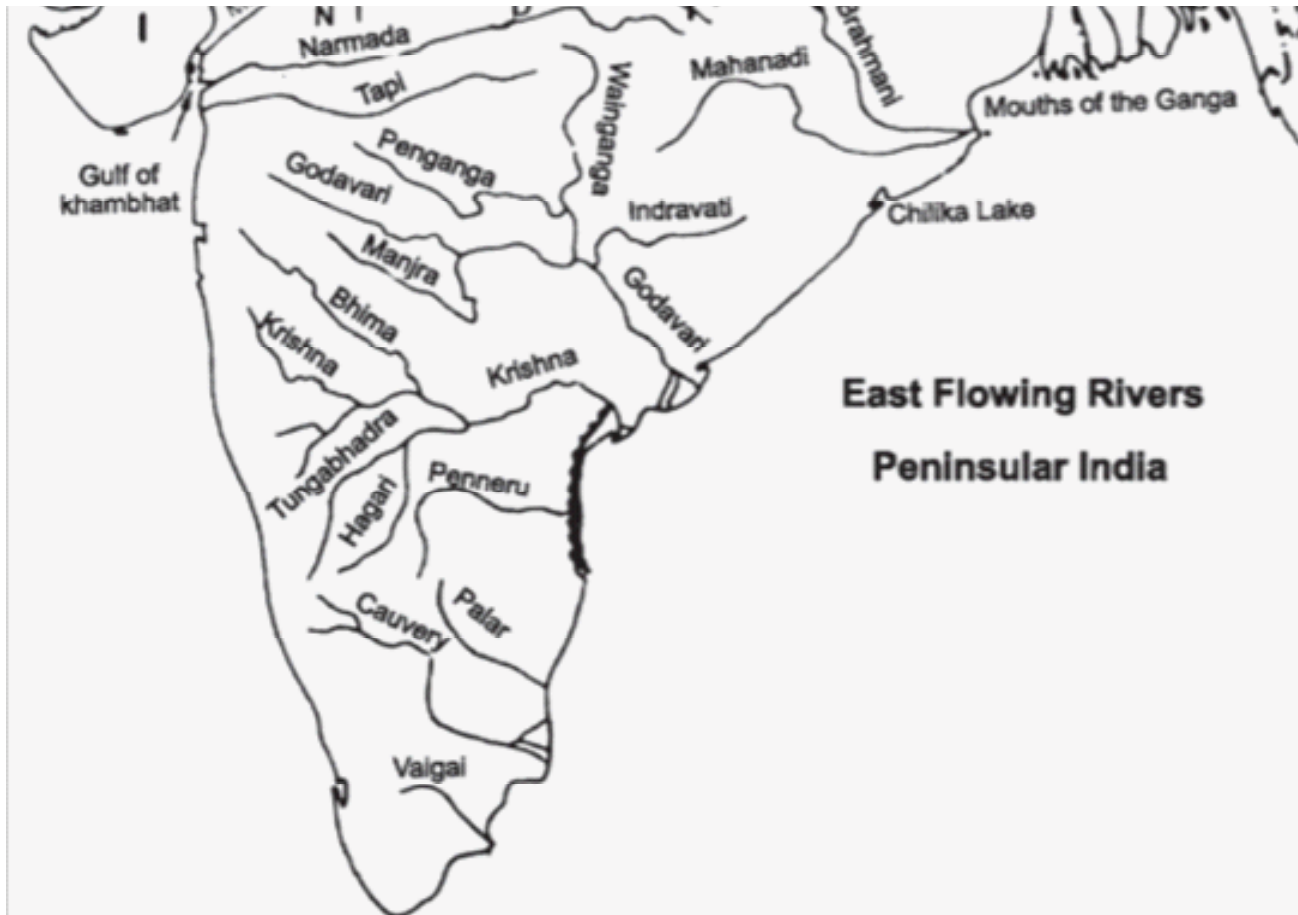 N I
Narmada
Tapi
Wainganga
Mahanadi
Brahmani
Mouths of the Ganga
Gulf of
khambhat
Penganga
Godavari
Indravati
Chilika Lake
Manjra
Godavari
Bhima
Krishna
Krishna
East Flowing Rivers
Peninsular India
Tungabhadra
Hagari
Penneru
Cauvery
Palar
Vaigai